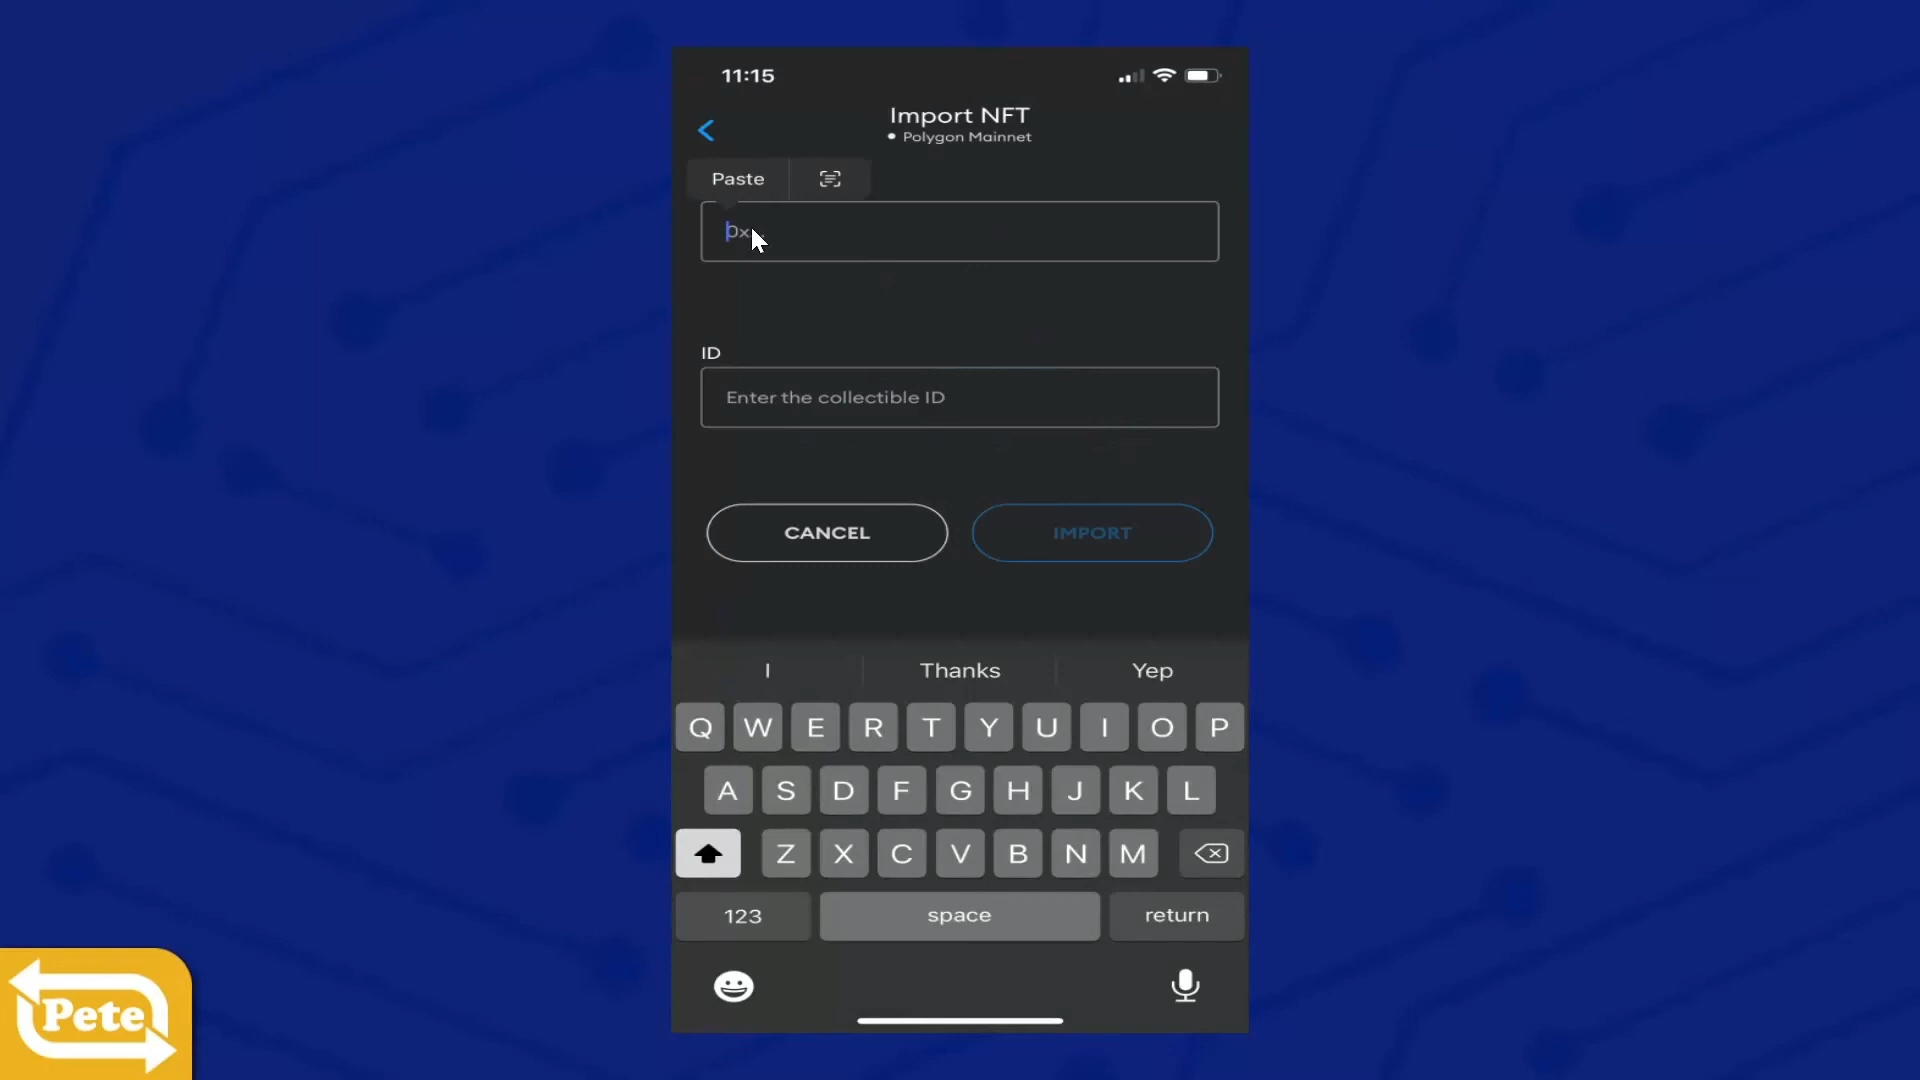 11:15
Import NFT
Polygon Mainnet
Paste
0x
ID
Enter the collectible ID
CANCEL
IMPORT
I Thanks Yep
Q W E R T Y U I O P
A S D F G H J K L
Z X C V B N M
123 space return
Pete